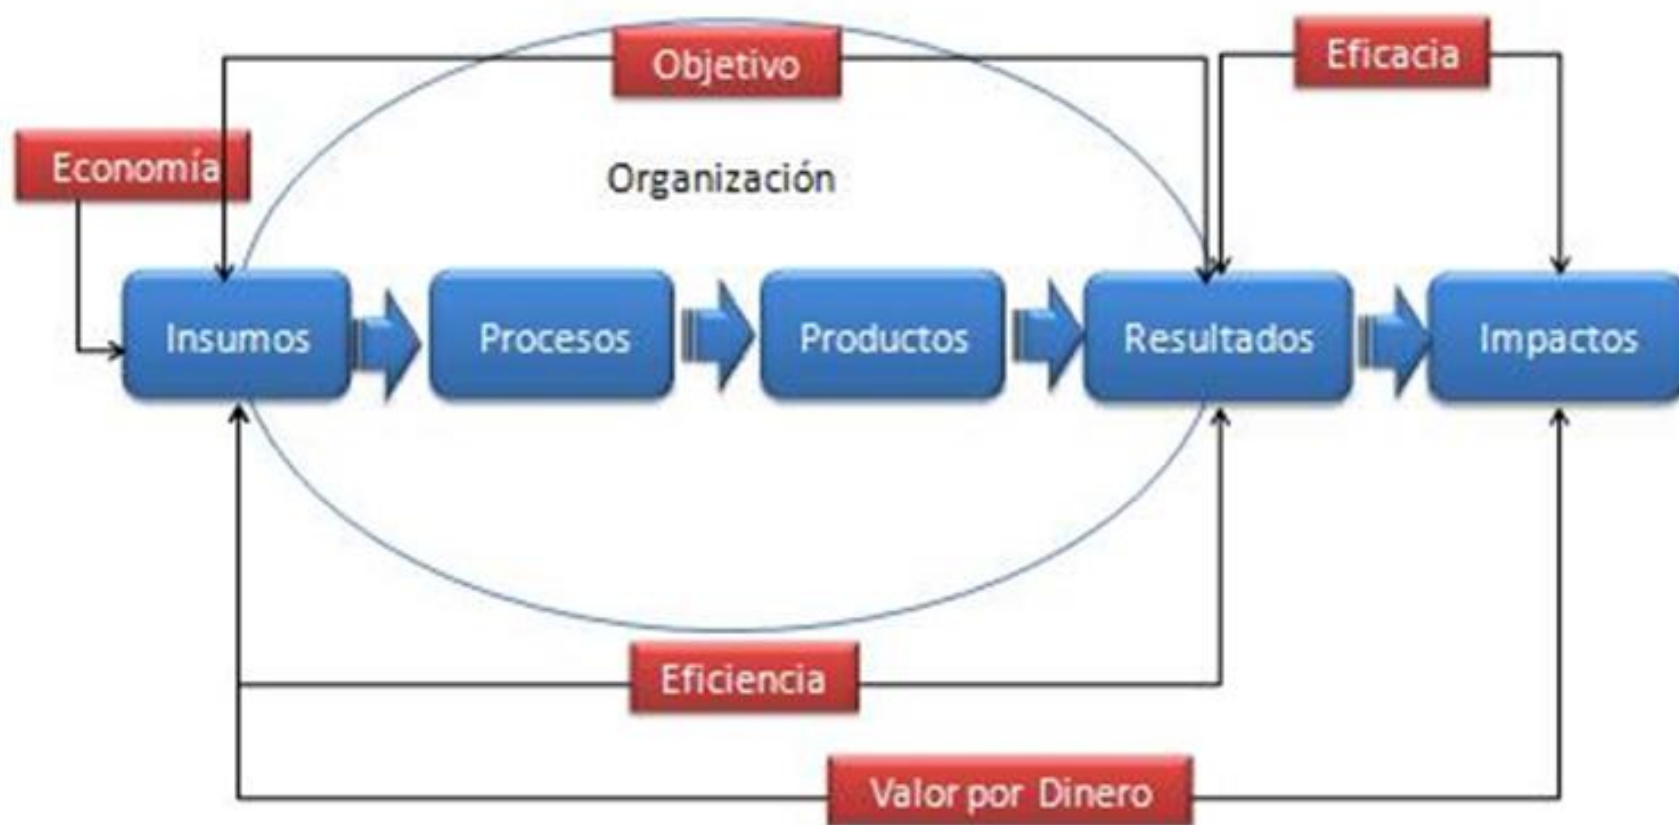 Objetivo
Eficacia
Economía
Organización
Insumos
Procesos
Productos
Resultados
Impactos
Eficiencia
Valor por Dinero